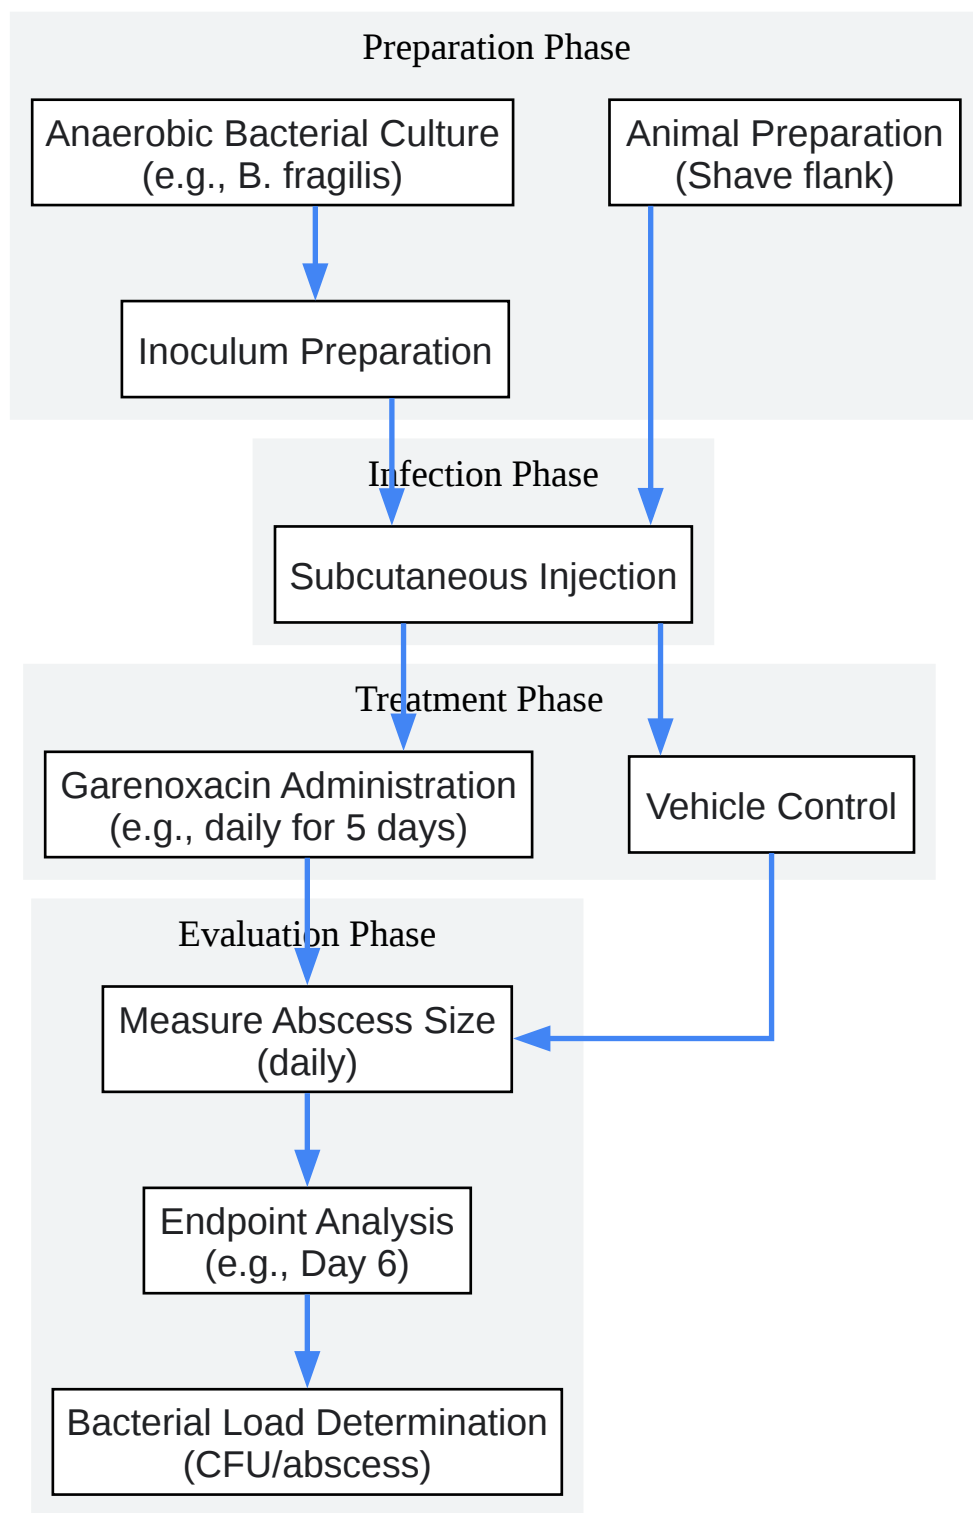 Preparation Phase
Anaerobic Bacterial Culture
(e.g., B. fragilis)
Animal Preparation
(Shave flank)
Inoculum Preparation
Infection Phase
Subcutaneous Injection
Treatment Phase
Garenoxacin Administration
(e.g., daily for 5 days)
Vehicle Control
Evaluation Phase
Measure Abscess Size
(daily)
Endpoint Analysis
(e.g., Day 6)
Bacterial Load Determination
(CFU/abscess)